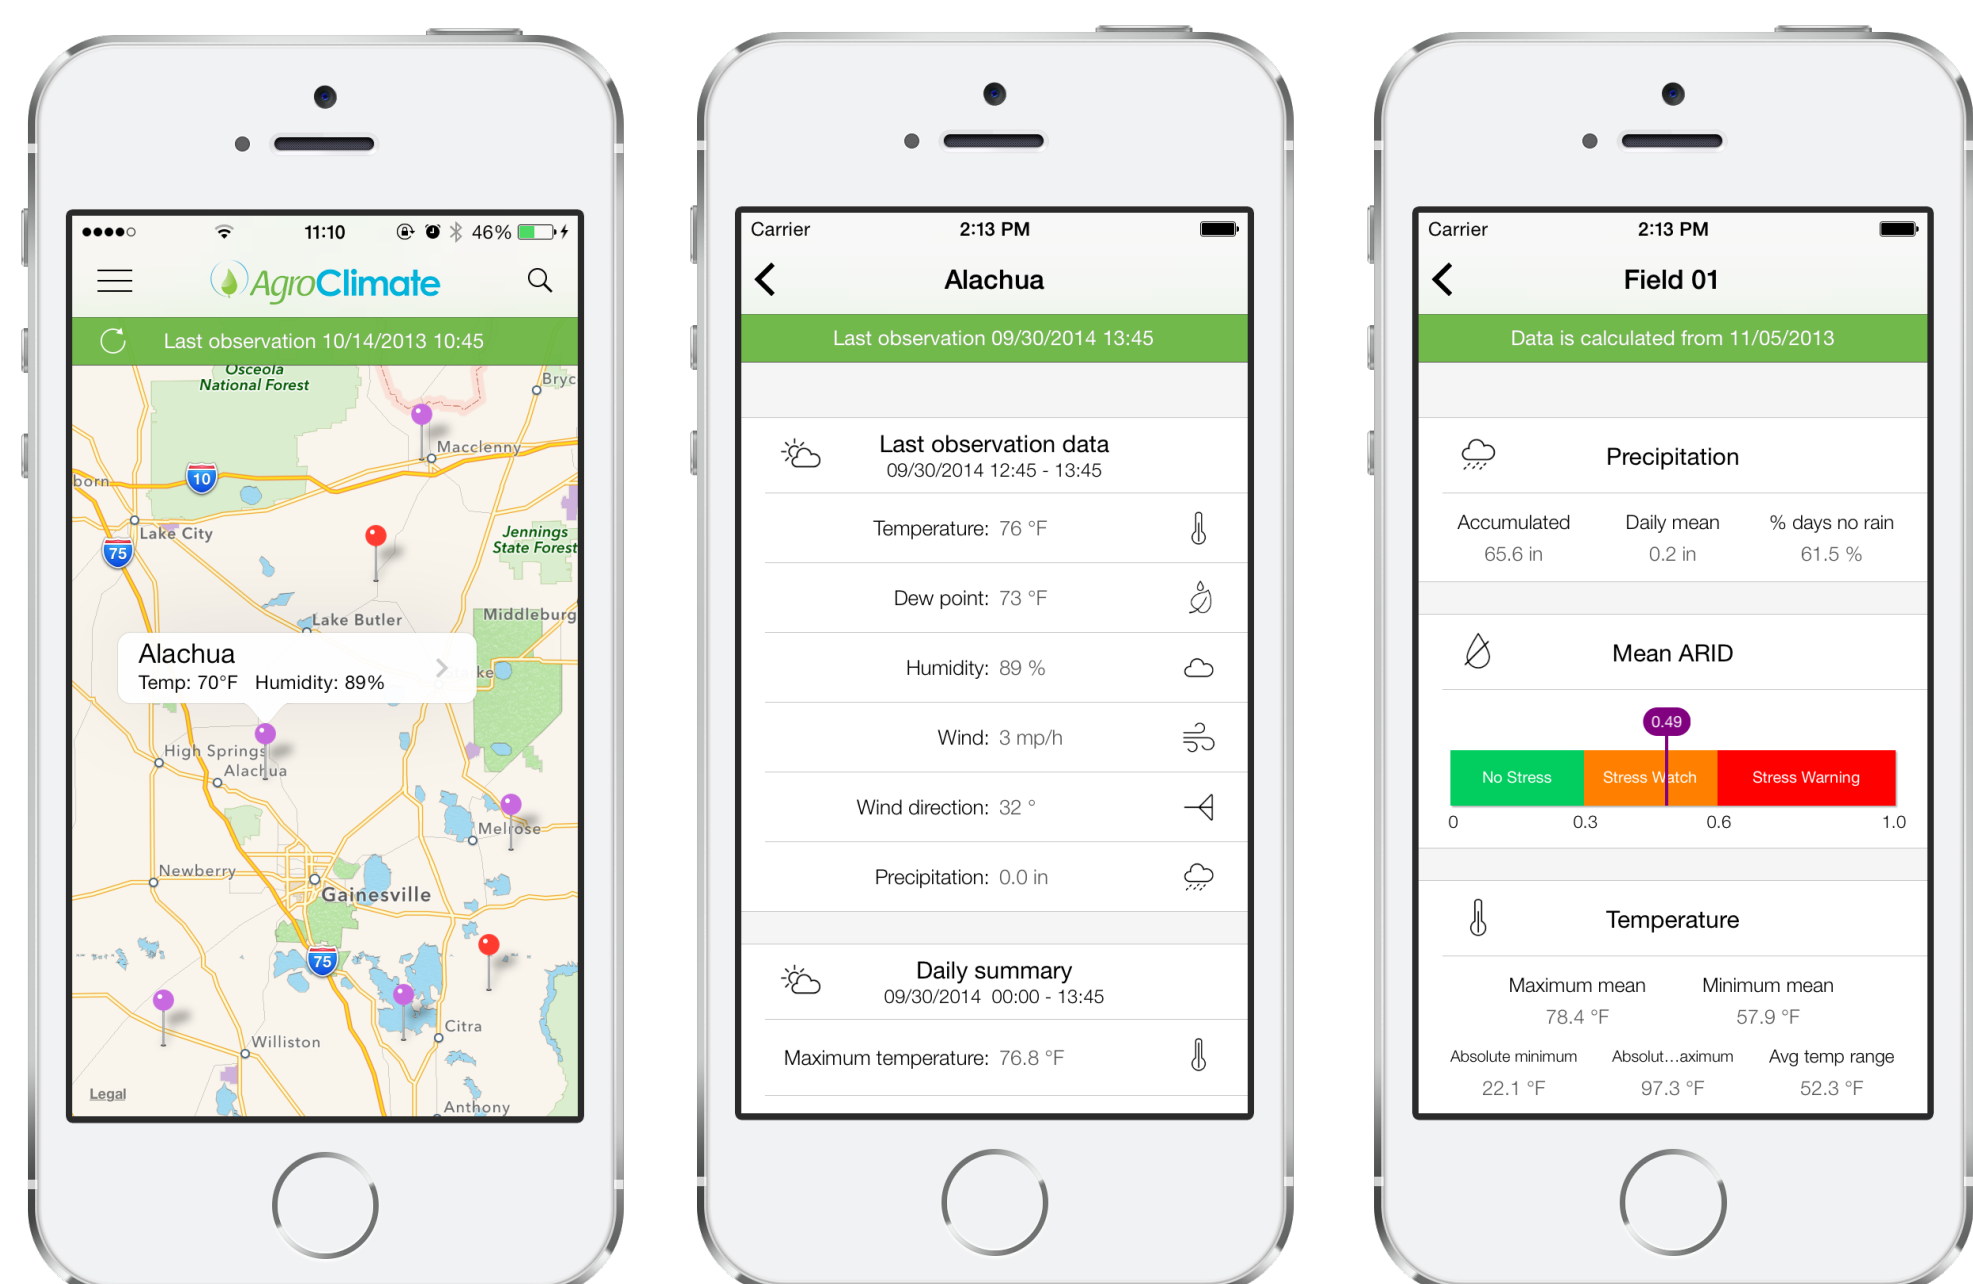 11:10
46%
AgroClimate
Last observation 10/14/2013 10:45
Osceola
National Forest
Bryc
Macclenny
10
born
Lake City
75
Jennings
State Forest
Lake Butler
Middleburg
Alachua
Temp: 70°F Humidity: 89%
ke
High Springs
Alachua
Melrose
Newberry
Gainesville
75
Citra
Williston
Legal
Anthony
Carrier 2:13 PM
Alachua
Last observation 09/30/2014 13:45
Last observation data
09/30/2014 12:45 - 13:45
Temperature: 76 °F
Dew point: 73 °F
Humidity: 89 %
Wind: 3 mp/h
Wind direction: 32 °
Precipitation: 0.0 in
Daily summary
09/30/2014 00:00 - 13:45
Maximum temperature: 76.8 °F
Carrier 2:13 PM
Field 01
Data is calculated from 11/05/2013
Precipitation
Accumulated Daily mean % days no rain
65.6 in 0.2 in 61.5 %
Mean ARID
0.49
No Stress Stress Watch Stress Warning
0 0.3 0.6 1.0
Temperature
Maximum mean Minimum mean
78.4 °F 57.9 °F
Absolute minimum Absolut...aximum Avg temp range
22.1 °F 97.3 °F 52.3 °F